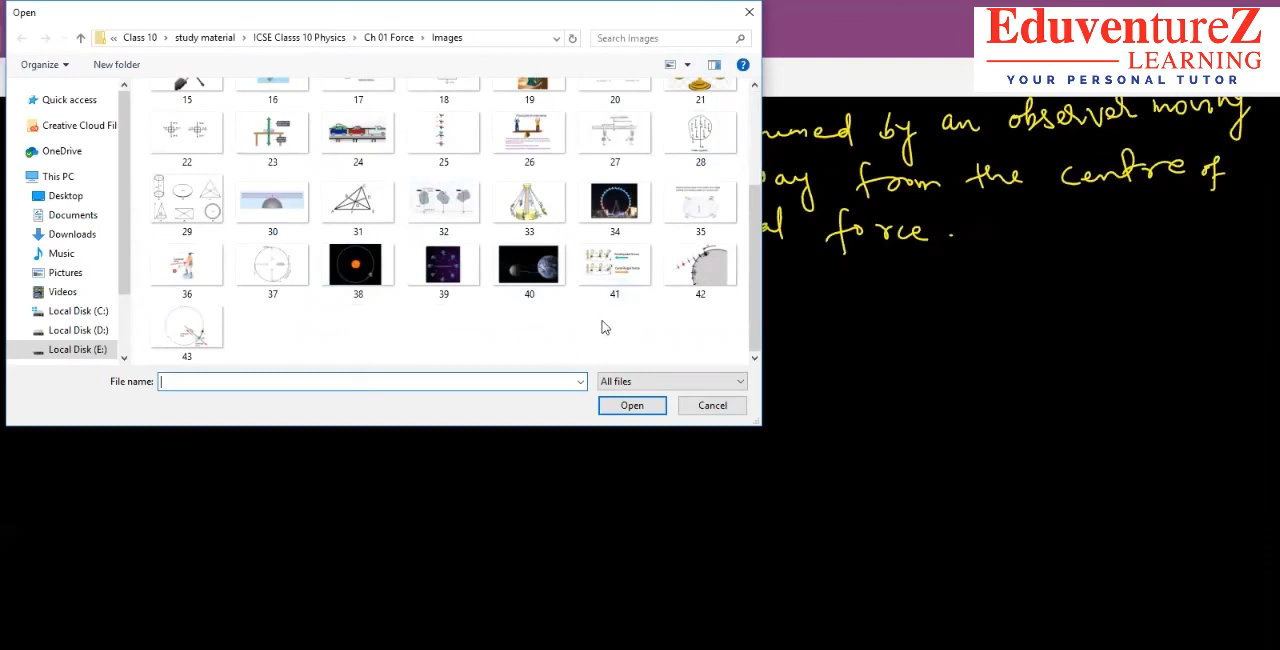 Open
EduventureZ
LEARNING
YOUR PERSONAL TUTOR
« Class 10 > study material > ICSE Classs 10 Physics > Ch 01 Force > Images
Search Images
Organize
New folder
Quick access
Creative Cloud Fil
OneDrive
This PC
Desktop
Documents
Downloads
Music
Pictures
Videos
Local Disk (C:)
Local Disk (D:)
Local Disk (E:)
15 16 17 18 19 20 21
22 23 24 25 26 27 28
29 30 31 32 33 34 35
36 37 38 39 40 41 42
43
File name:
All files
Open
Cancel
by an observer moving
ay from the centre of
al force.